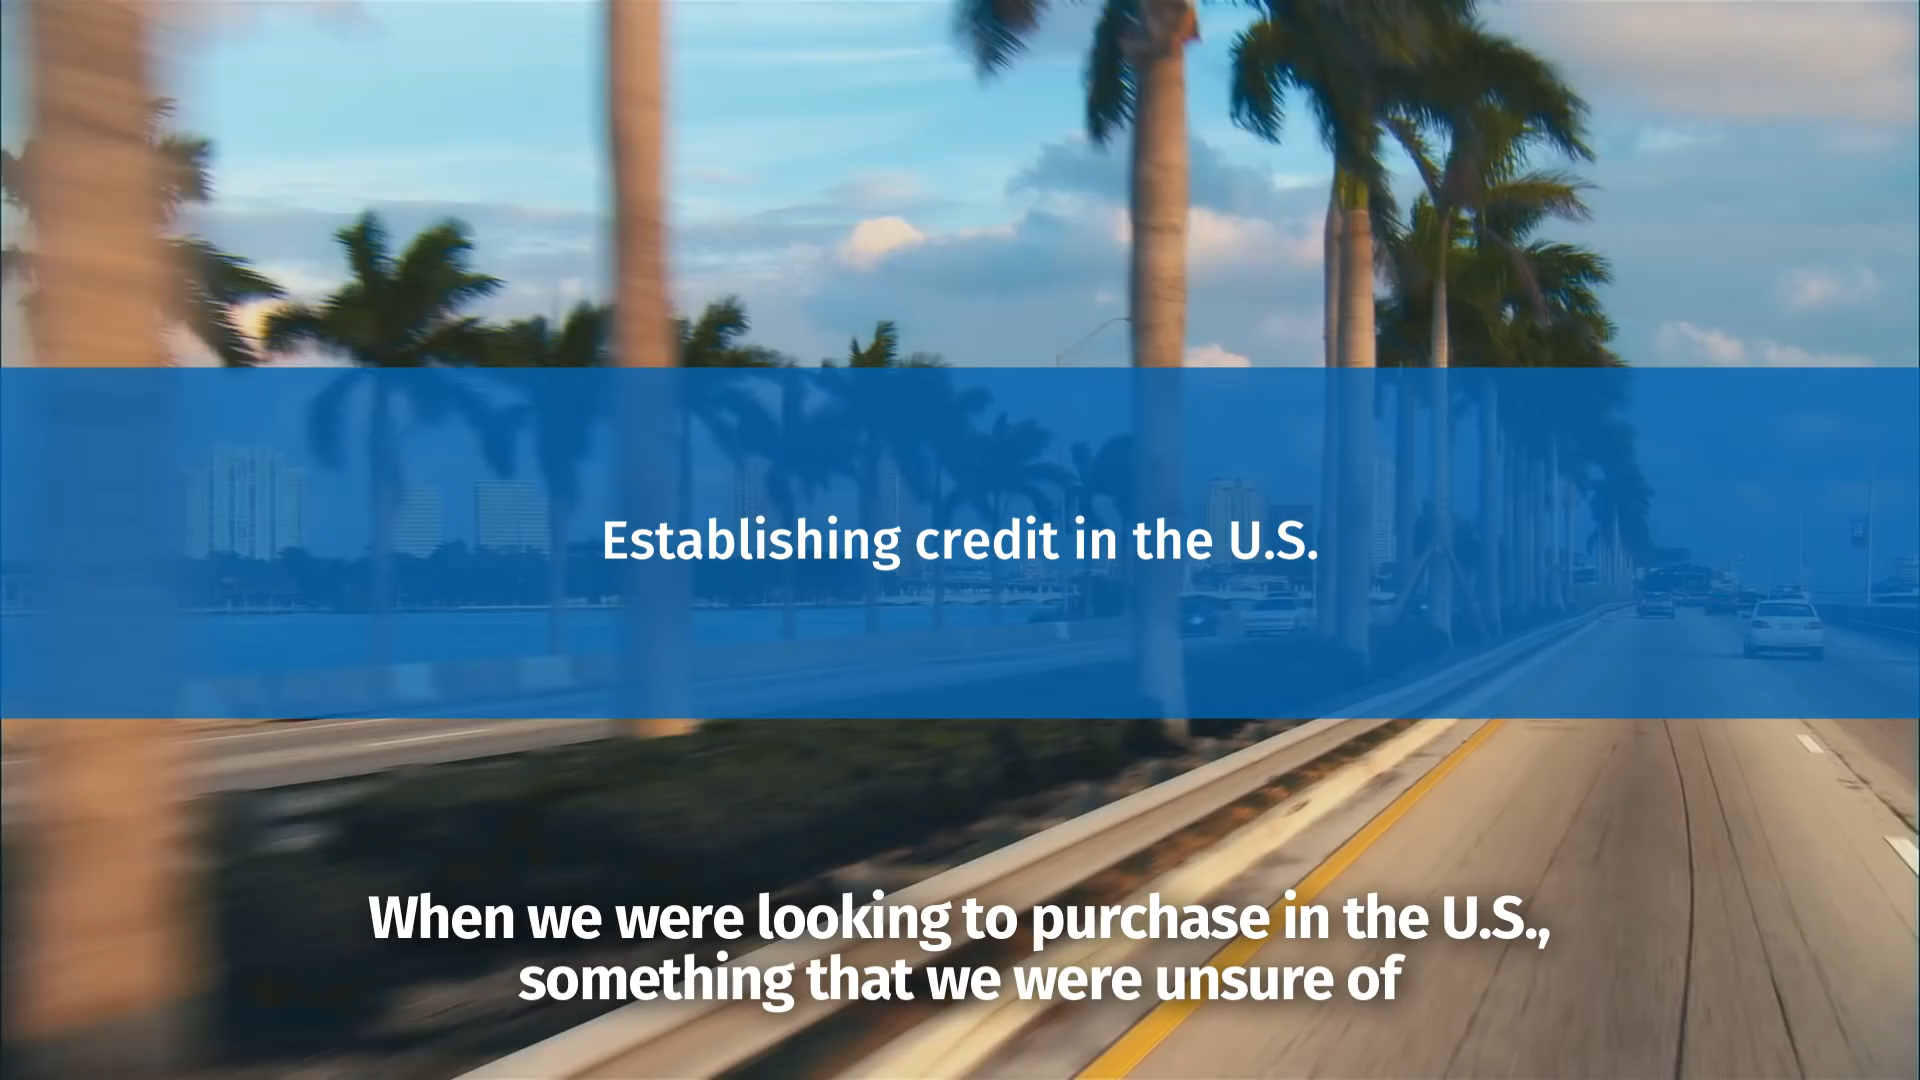 Establishing credit in the U.S.
When we were looking to purchase in the U.S.,
something that we were unsure of